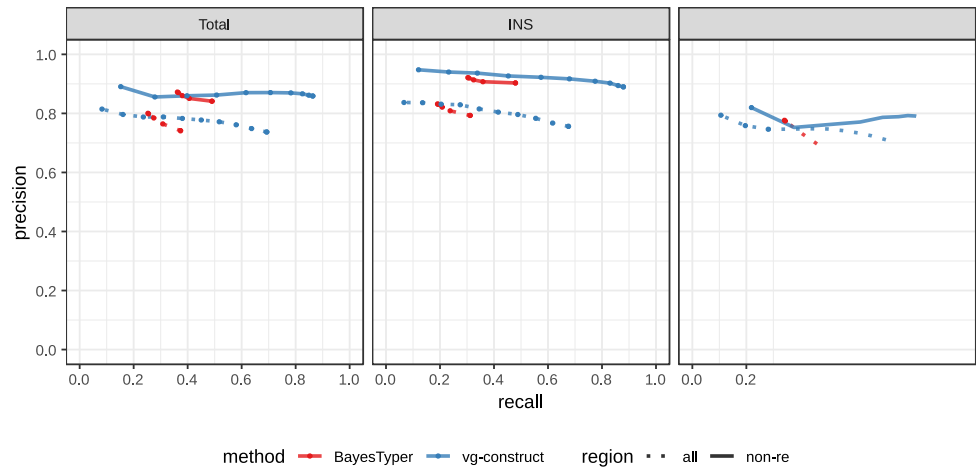 Total INS
precision
1.0
0.8
0.6
0.4
0.2
0.0
0.0 0.2 0.4 0.6 0.8 1.0 0.0 0.2 0.4 0.6 0.8 1.0 0.0 0.2
recall
method BayesTyper vg-construct region all non-re